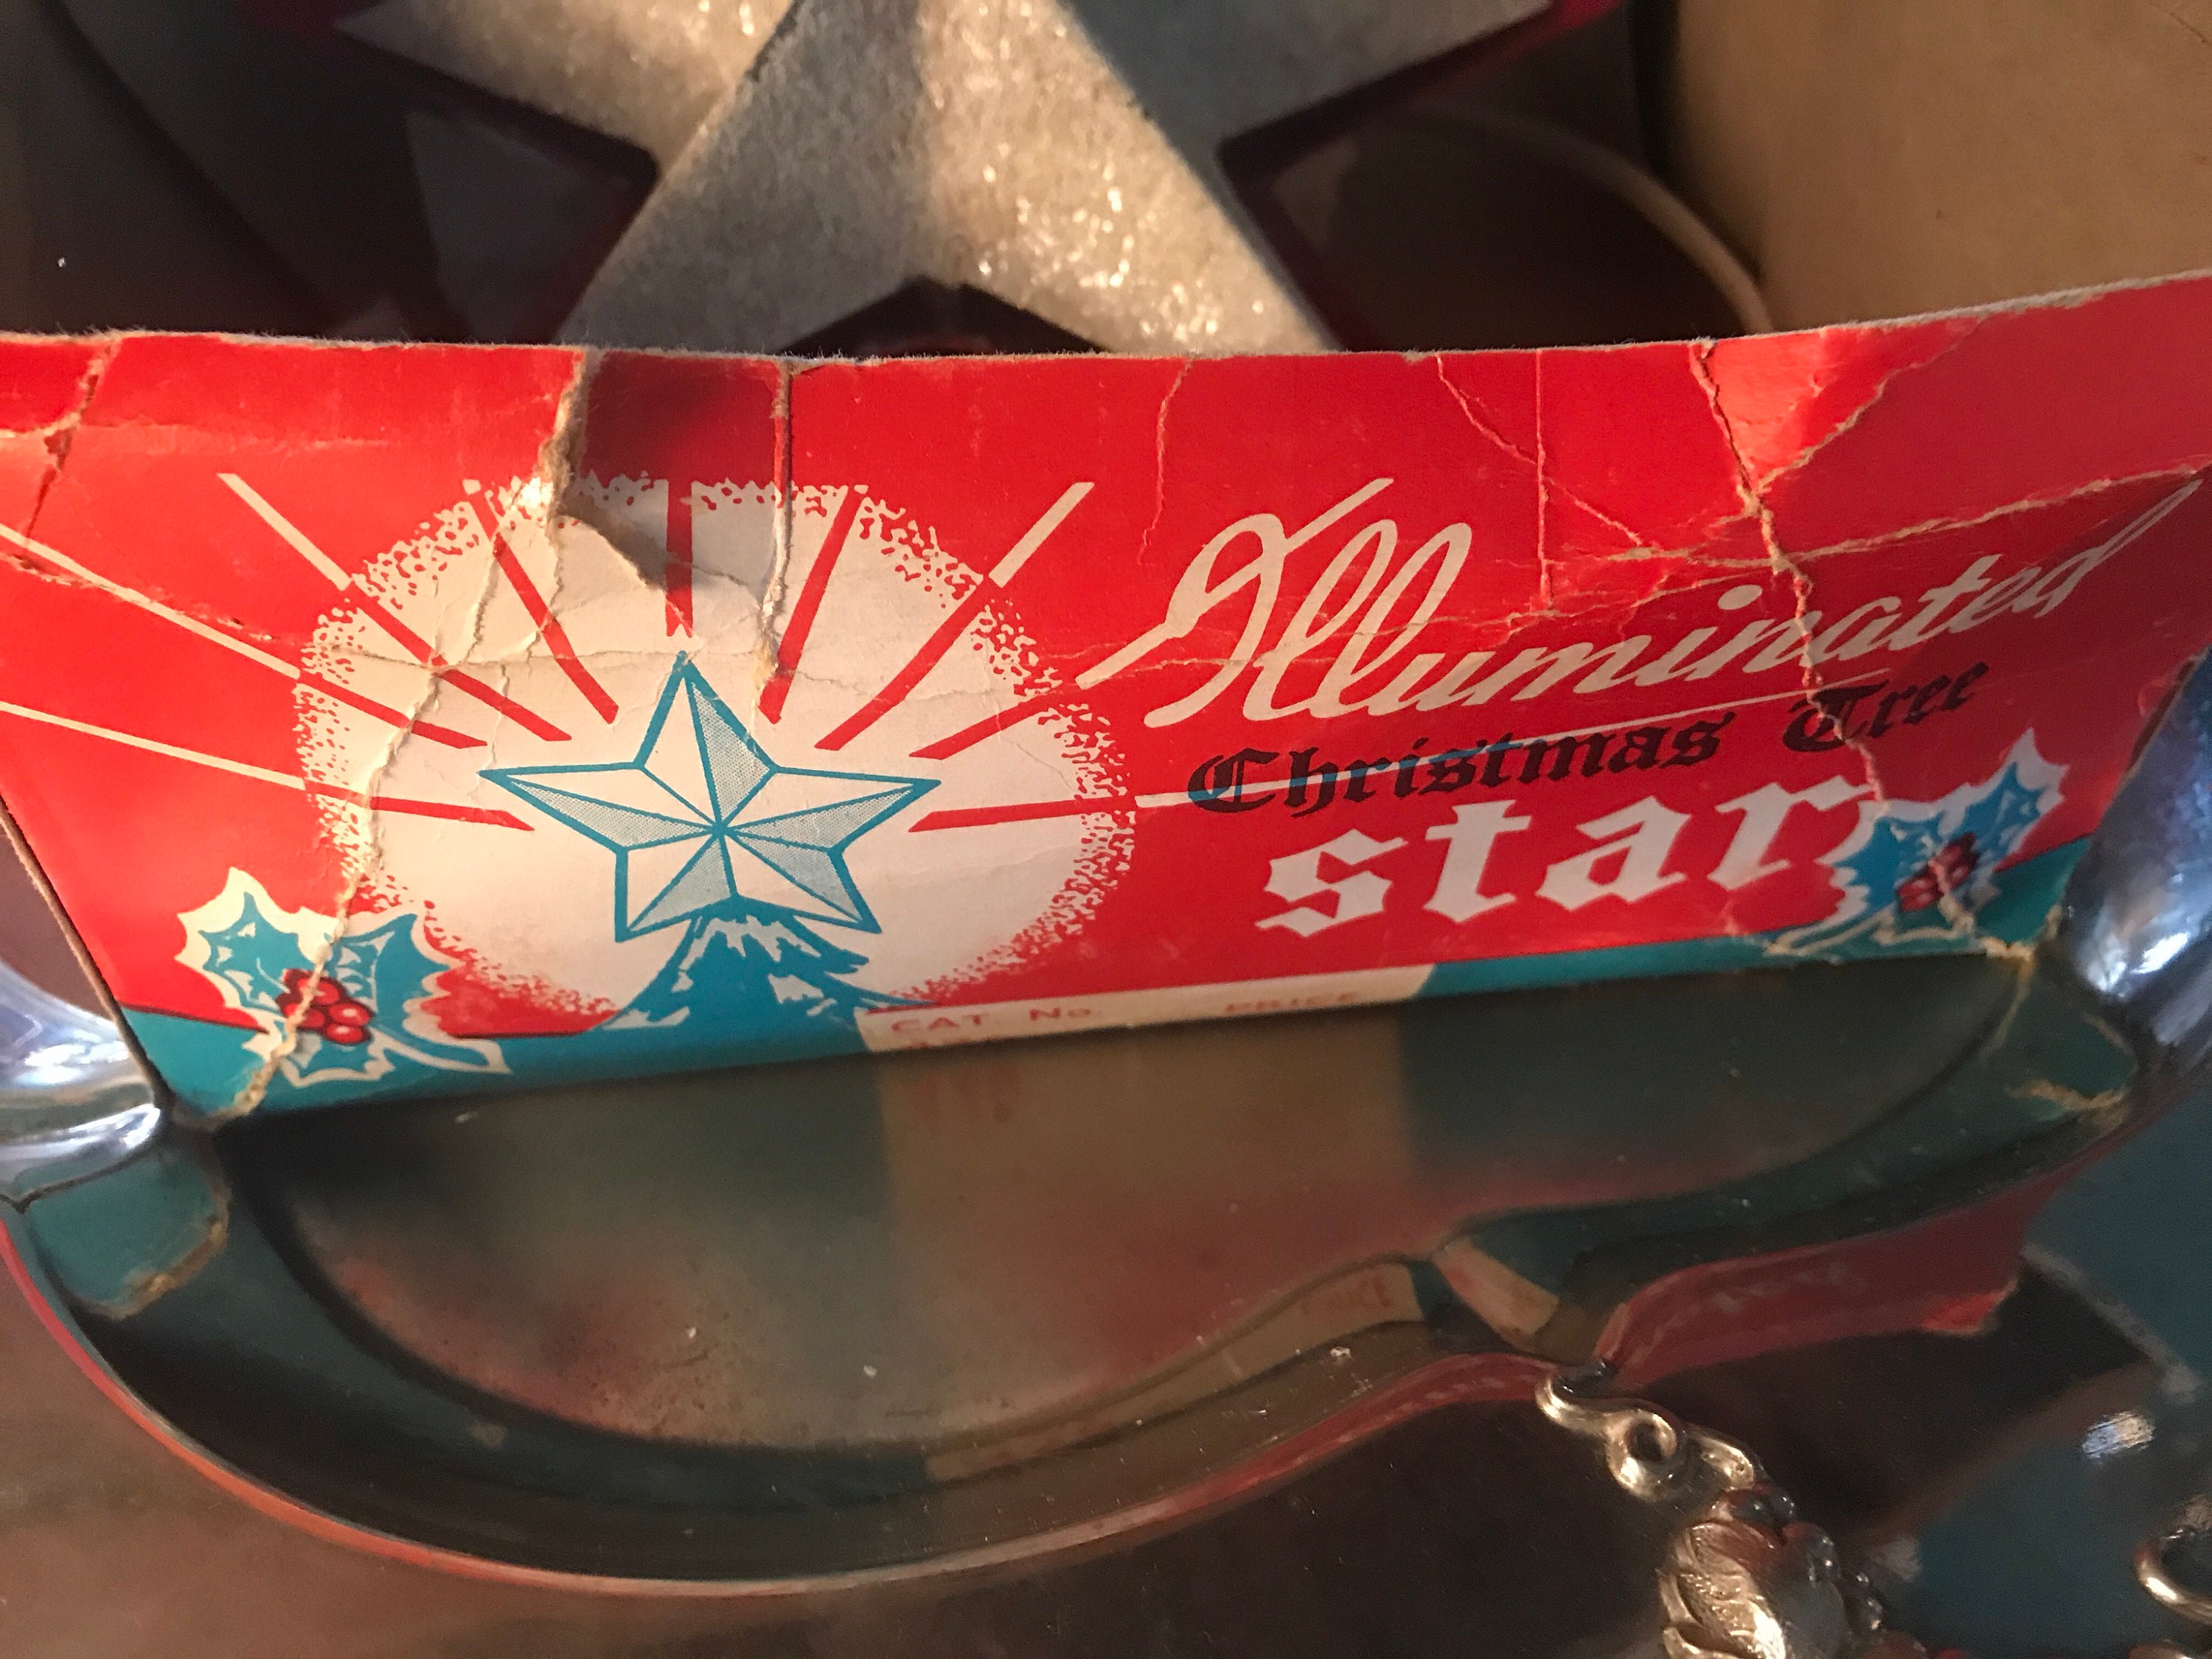 Illuminated
Christmas Tree
star
CAT No. PRICE